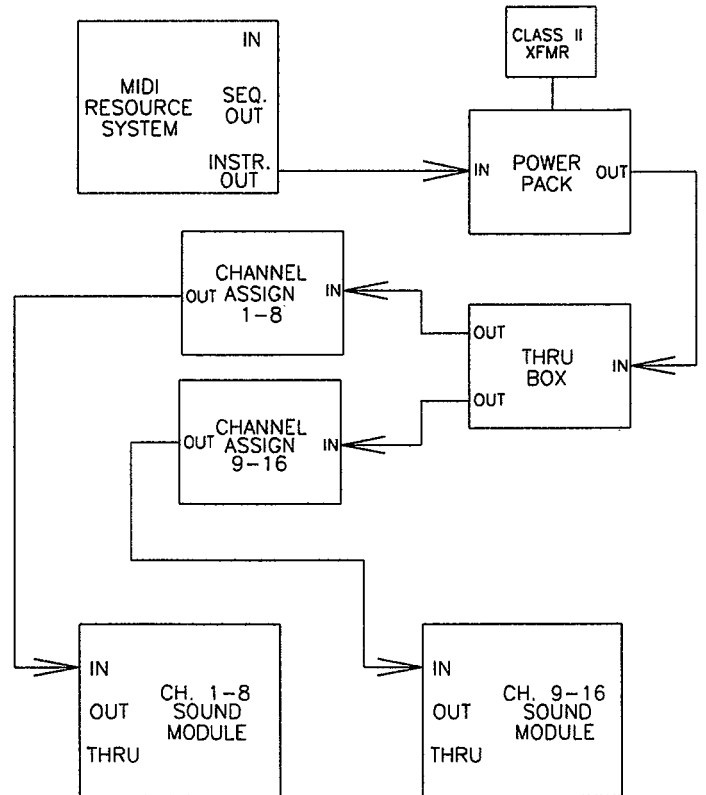 IN
MIDI
RESOURCE
SYSTEM
SEQ.
OUT
INSTR.
OUT
CLASS II
XFMR
IN
POWER
PACK
OUT
CHANNEL
ASSIGN
1-8
OUT
IN
OUT
THRU
BOX
IN
OUT
CHANNEL
ASSIGN
9-16
OUT
IN
IN
OUT
THRU
CH. 1-8
SOUND
MODULE
IN
OUT
THRU
CH. 9-16
SOUND
MODULE